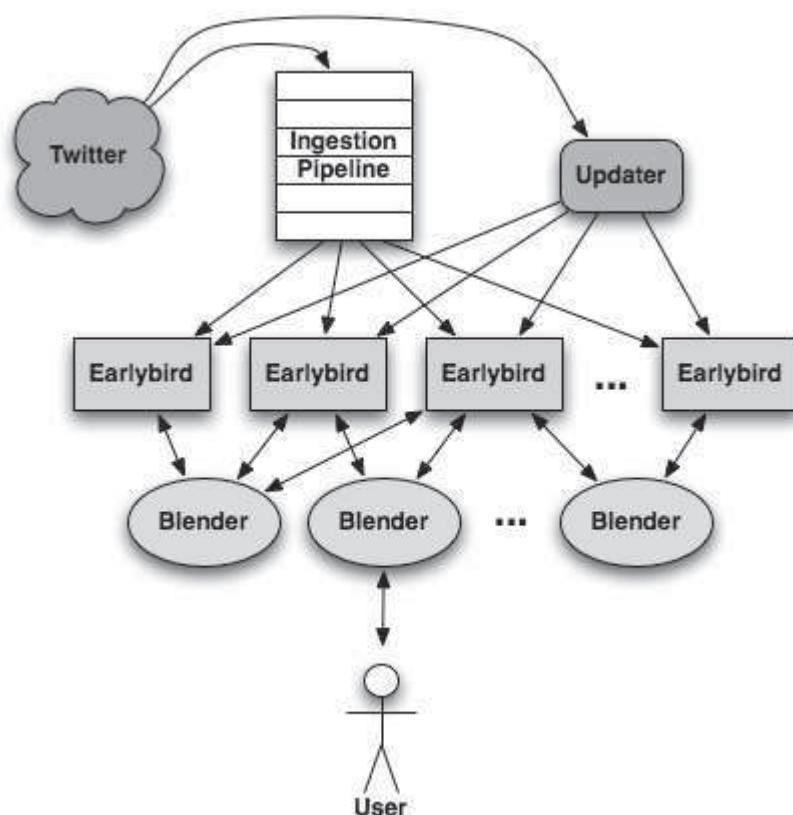 Twitter
Ingestion
Pipeline
Updater
Earlybird
Earlybird
Earlybird
...
Earlybird
Blender
Blender
...
Blender
User